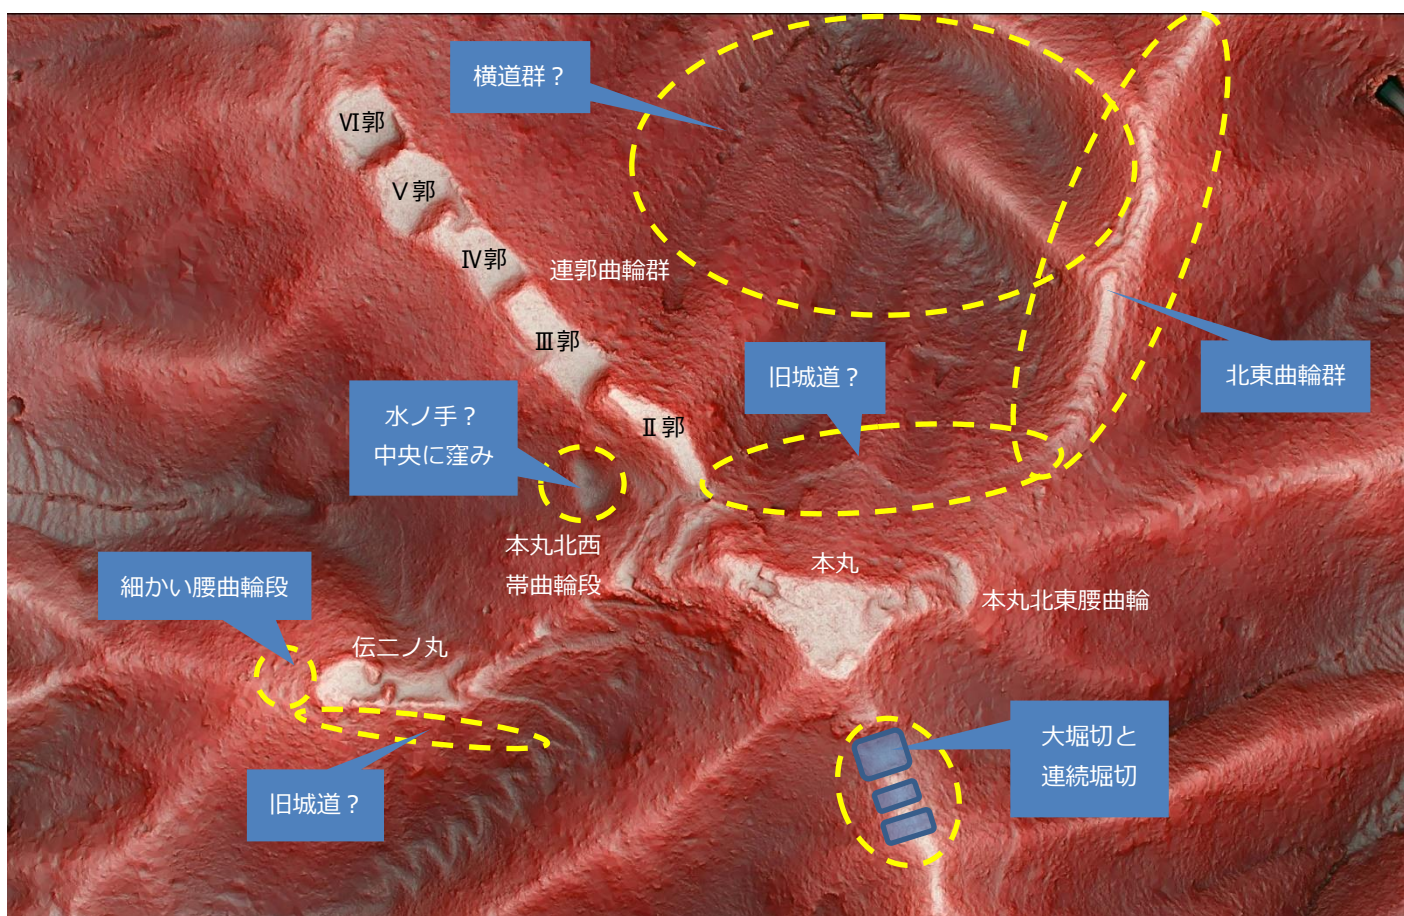 横道群？
Ⅵ郭
Ⅴ郭
Ⅳ郭
連郭曲輪群
Ⅲ郭
旧城道？
北東曲輪群
水ノ手？
中央に窪み
Ⅱ郭
本丸北西
帯曲輪段
本丸
本丸北東腰曲輪
細かい腰曲輪段
伝二ノ丸
大堀切と
連続堀切
旧城道？